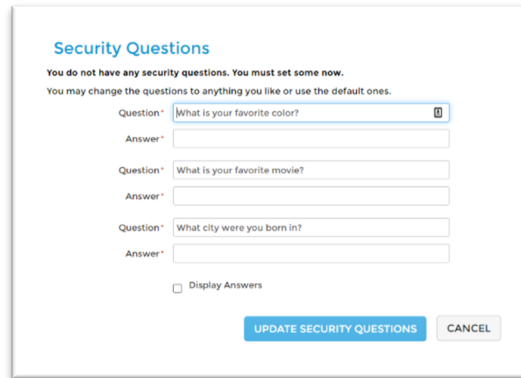 Security Questions
You do not have any security questions. You must set some now.
You may change the questions to anything you like or use the default ones.
Question* What is your favorite color?
Answer*
Question* What is your favorite movie?
Answer*
Question* What city were you born in?
Answer*
Display Answers
UPDATE SECURITY QUESTIONS CANCEL